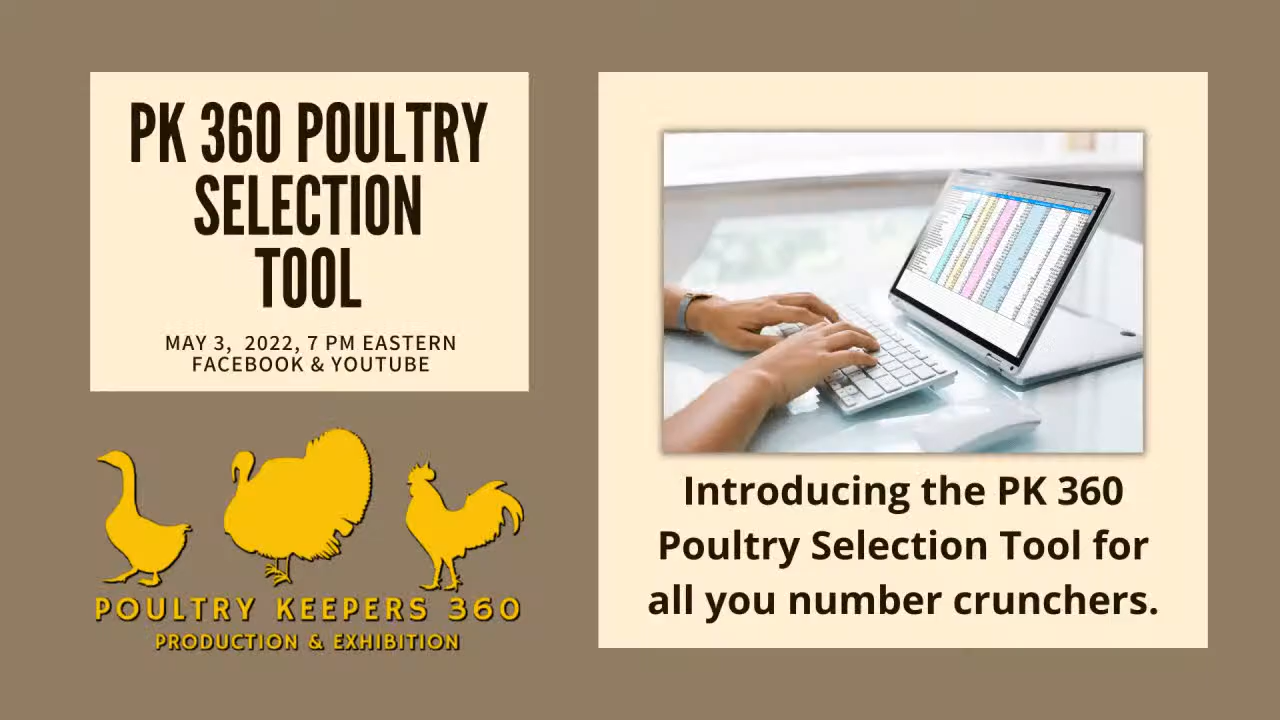 PK 360 POULTRY
SELECTION
TOOL
MAY 3, 2022, 7 PM EASTERN
FACEBOOK & YOUTUBE
POULTRY KEEPERS 360
PRODUCTION & EXHIBITION
Introducing the PK 360
Poultry Selection Tool for
all you number crunchers.